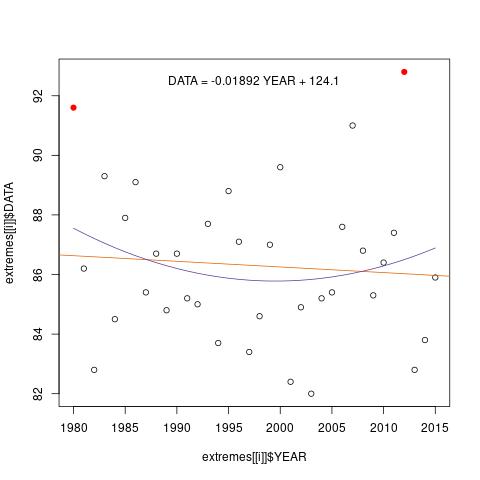 DATA = -0.01892 YEAR + 124.1
92
90
88
86
84
82
extremes[[i]]$DATA
1980 1985 1990 1995 2000 2005 2010 2015
extremes[[i]]$YEAR